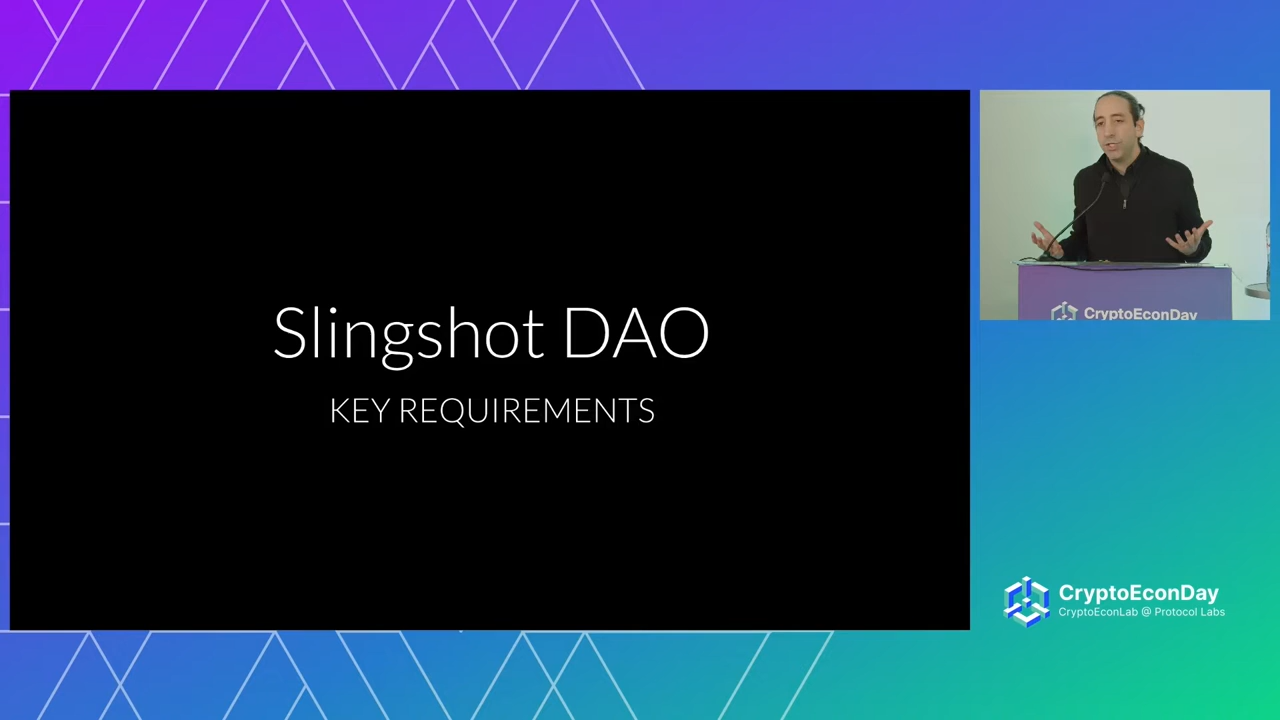 Slingshot DAO
KEY REQUIREMENTS
CryptoEconDay
CryptoEconDay
CryptoEconLab @ Protocol Labs